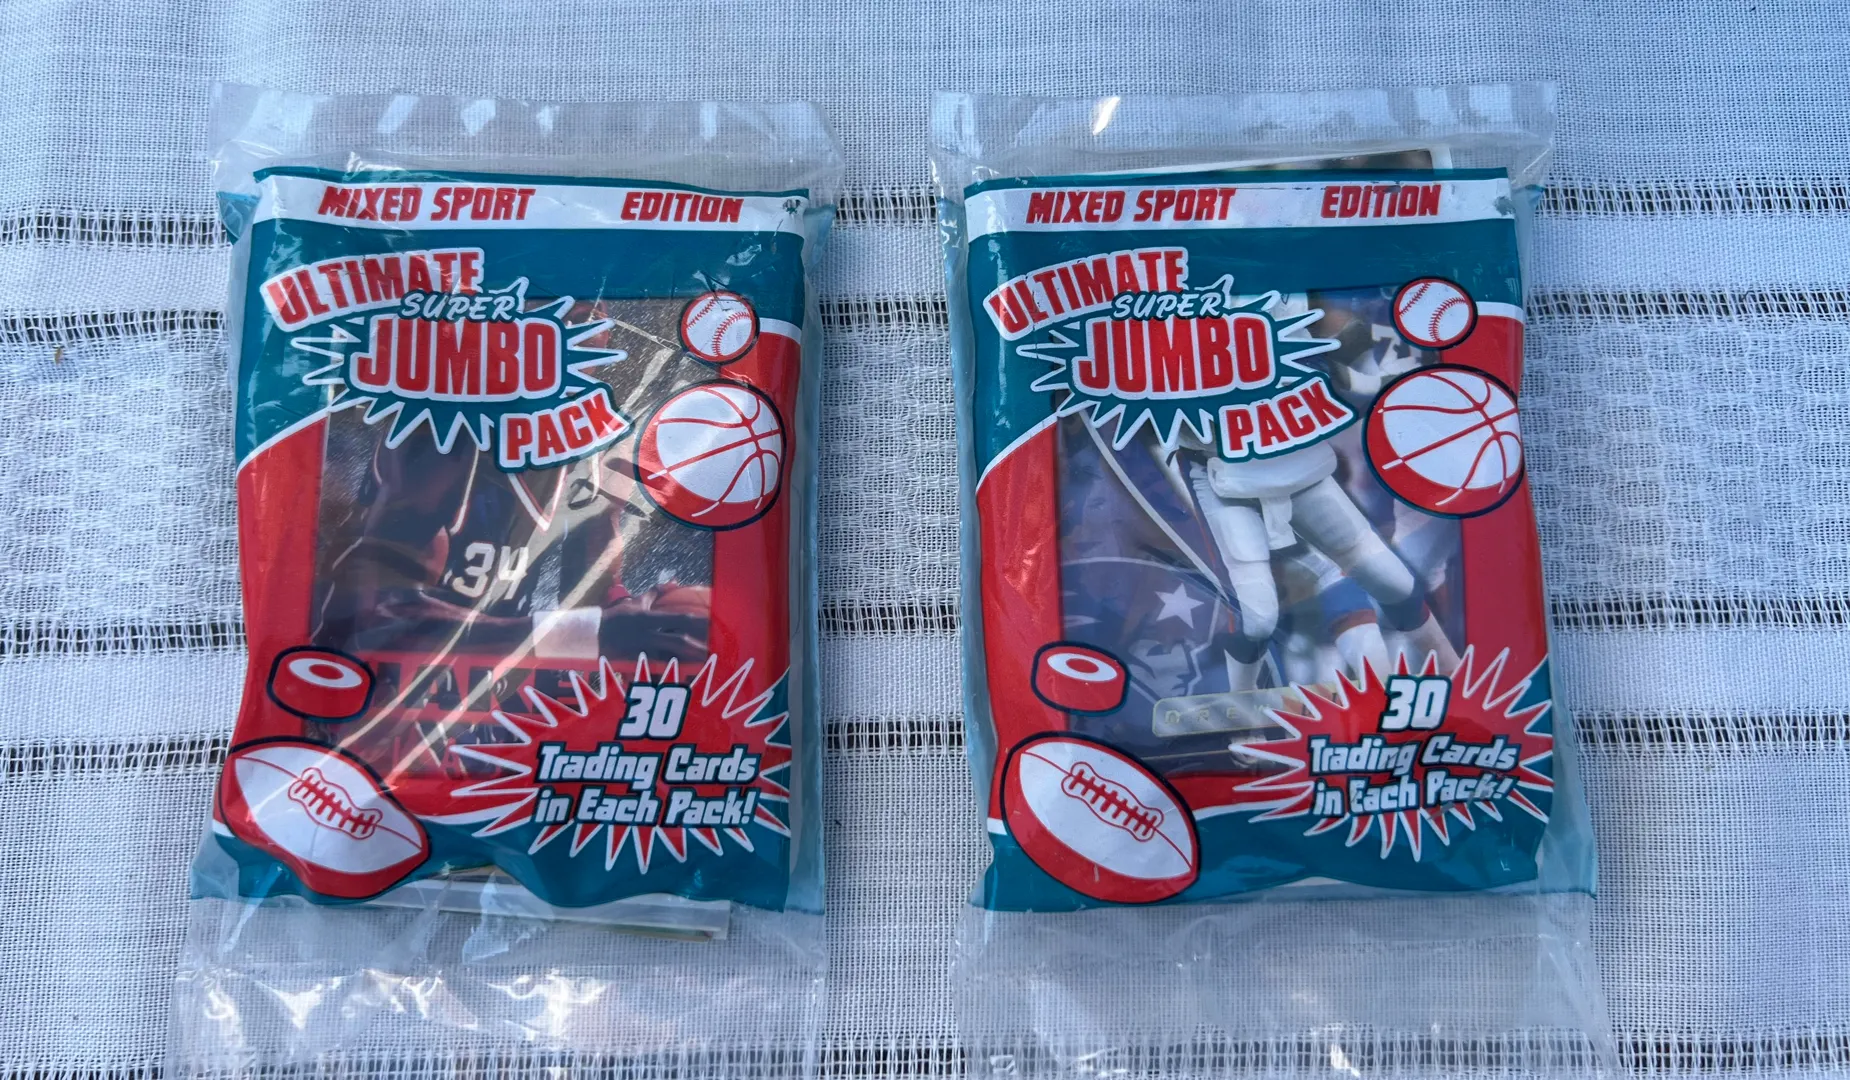 MIXED SPORT EDITION
ULTIMATE
SUPER
JUMBO
PACK
34
30
Trading Cards
in Each Pack!
MIXED SPORT EDITION
ULTIMATE
SUPER
JUMBO
PACK
DREW
30
Trading Cards
in Each Pack!